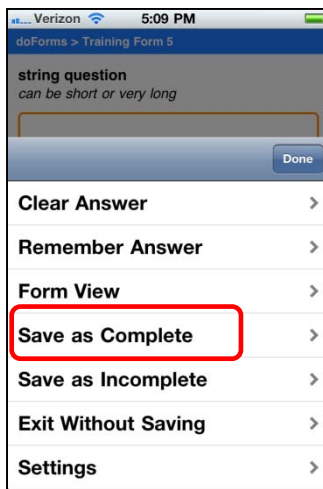 Verizon 5:09 PM
doForms > Training Form 5
string question
can be short or very long
Done
Clear Answer
Remember Answer
Form View
Save as Complete
Save as Incomplete
Exit Without Saving
Settings